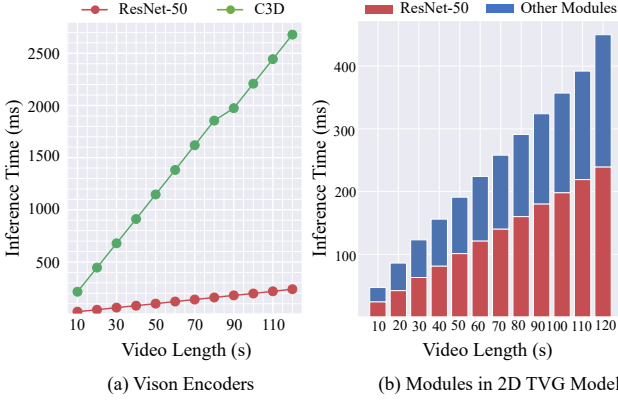 ResNet-50 C3D
Inference Time (ms)
2500
2000
1500
1000
500
10 30 50 70 90 110
Video Length (s)
(a) Vison Encoders
ResNet-50 Other Modules
Inference Time (ms)
400
300
200
100
10 20 30 40 50 60 70 80 90 100 110 120
Video Length (s)
(b) Modules in 2D TVG Model